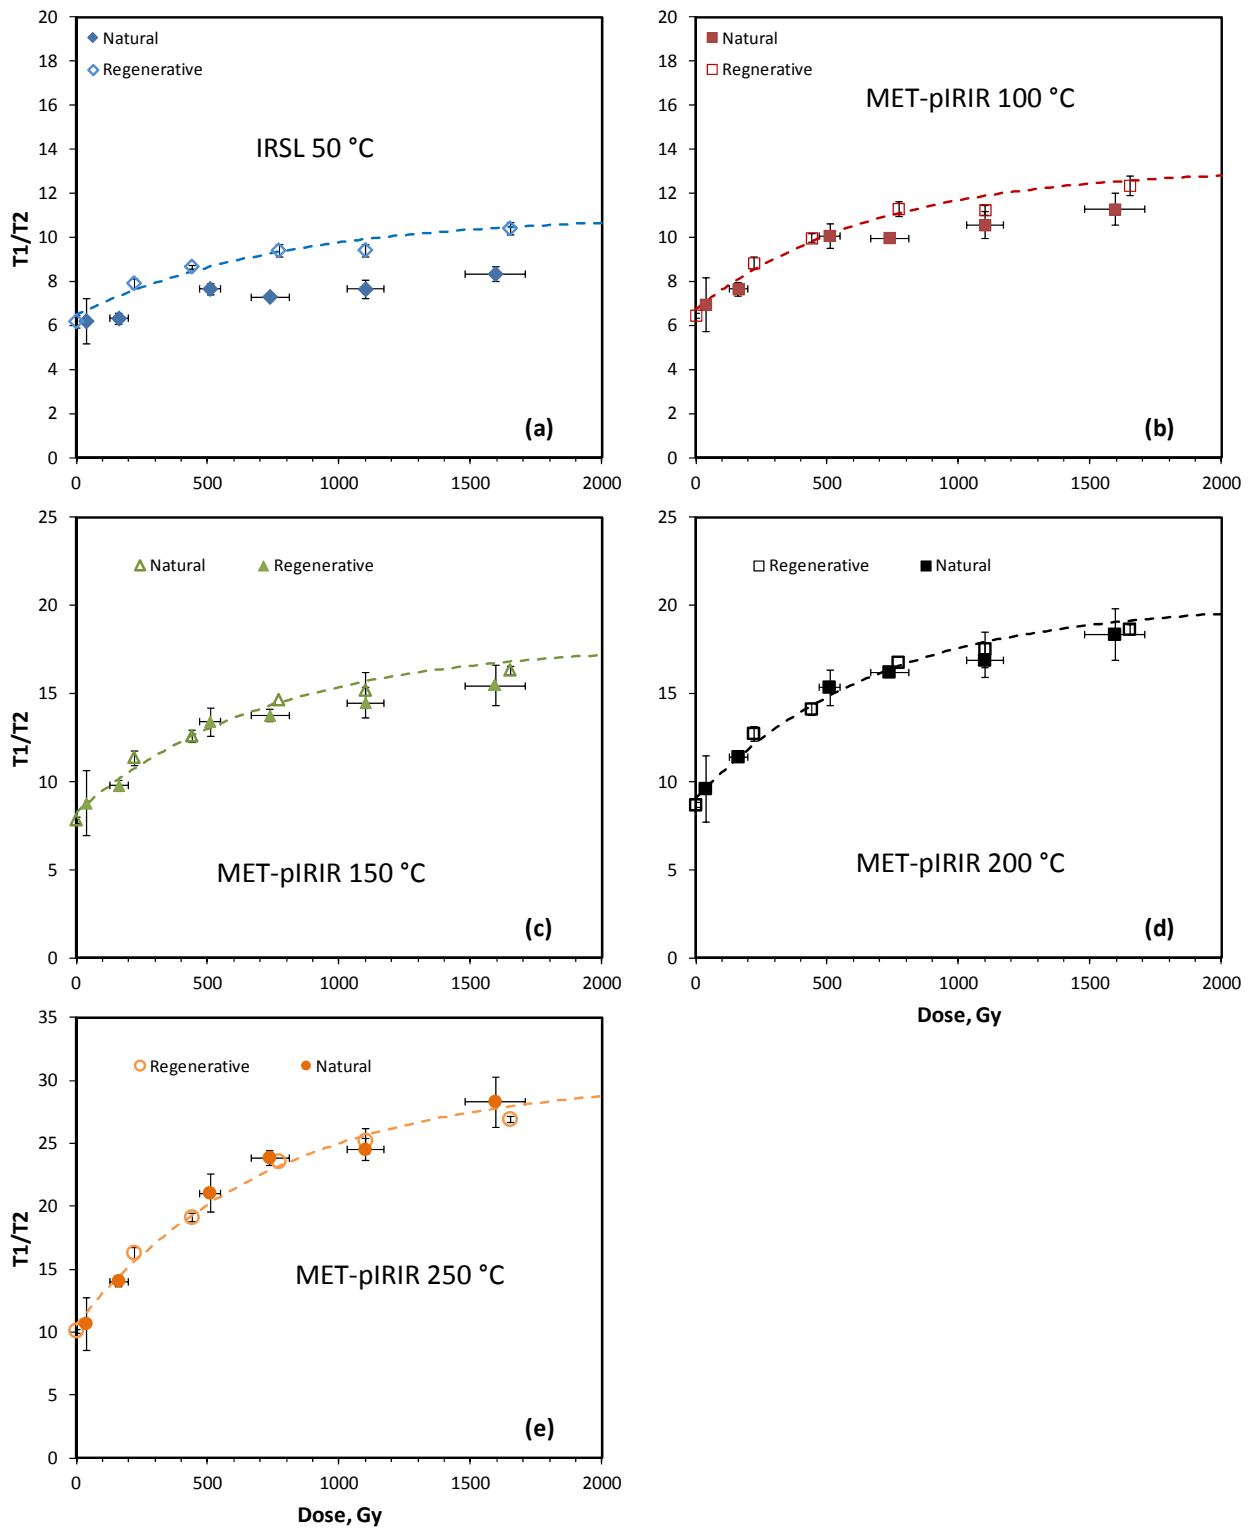 20
18
16
14
12
10
8
6
4
2
0
T1/T2
Natural
Regenerative
IRSL 50 °C
(a)
0 500 1000 1500 2000
20
18
16
14
12
10
8
6
4
2
0
Natural
Regnerative
MET-pIRIR 100 °C
(b)
0 500 1000 1500 2000
25
20
15
10
5
0
T1/T2
Natural Regenerative
MET-pIRIR 150 °C
(c)
0 500 1000 1500 2000
25
20
15
10
5
0
Regenerative Natural
MET-pIRIR 200 °C
(d)
0 500 1000 1500 2000
Dose, Gy
35
30
25
20
15
10
5
0
T1/T2
Regenerative Natural
MET-pIRIR 250 °C
(e)
0 500 1000 1500 2000
Dose, Gy